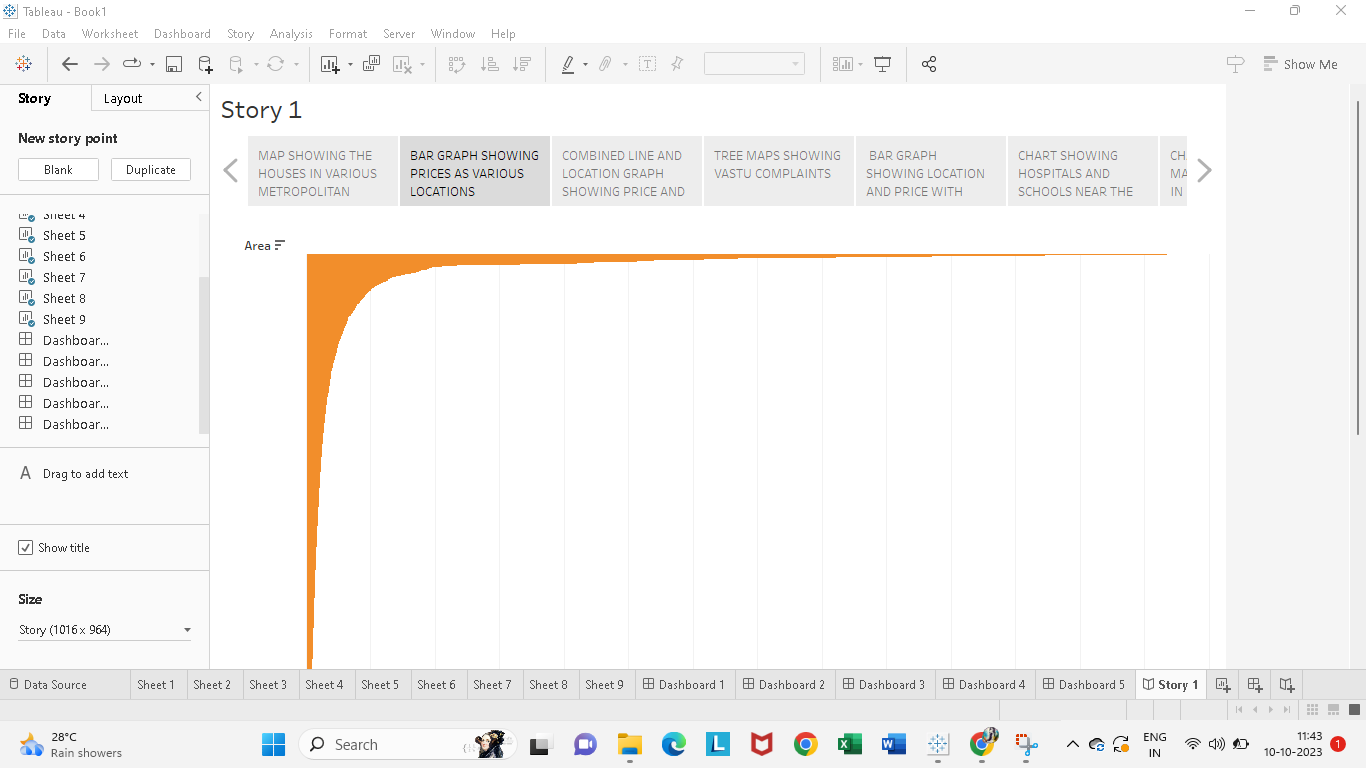 Tableau - Book1
File Data Worksheet Dashboard Story Analysis Format Server Window Help
Show Me
Story Layout
New story point
Blank Duplicate
Sheet 4
Sheet 5
Sheet 6
Sheet 7
Sheet 8
Sheet 9
Dashboar...
Dashboar...
Dashboar...
Dashboar...
Dashboar...
A Drag to add text
Show title
Size
Story (1016 x 964)
Story 1
MAP SHOWING THE
HOUSES IN VARIOUS
METROPOLITAN
BAR GRAPH SHOWING
PRICES AS VARIOUS
LOCATIONS
COMBINED LINE AND
LOCATION GRAPH
SHOWING PRICE AND
TREE MAPS SHOWING
VASTU COMPLAINTS
BAR GRAPH
SHOWING LOCATION
AND PRICE WITH
CHART SHOWING
HOSPITALS AND
SCHOOLS NEAR THE
CH
MA
IN
Area
Data Source Sheet 1 Sheet 2 Sheet 3 Sheet 4 Sheet 5 Sheet 6 Sheet 7 Sheet 8 Sheet 9 Dashboard 1 Dashboard 2 Dashboard 3 Dashboard 4 Dashboard 5 Story 1
28°C
Rain showers
Search
ENG
IN
11:43
10-10-2023
1